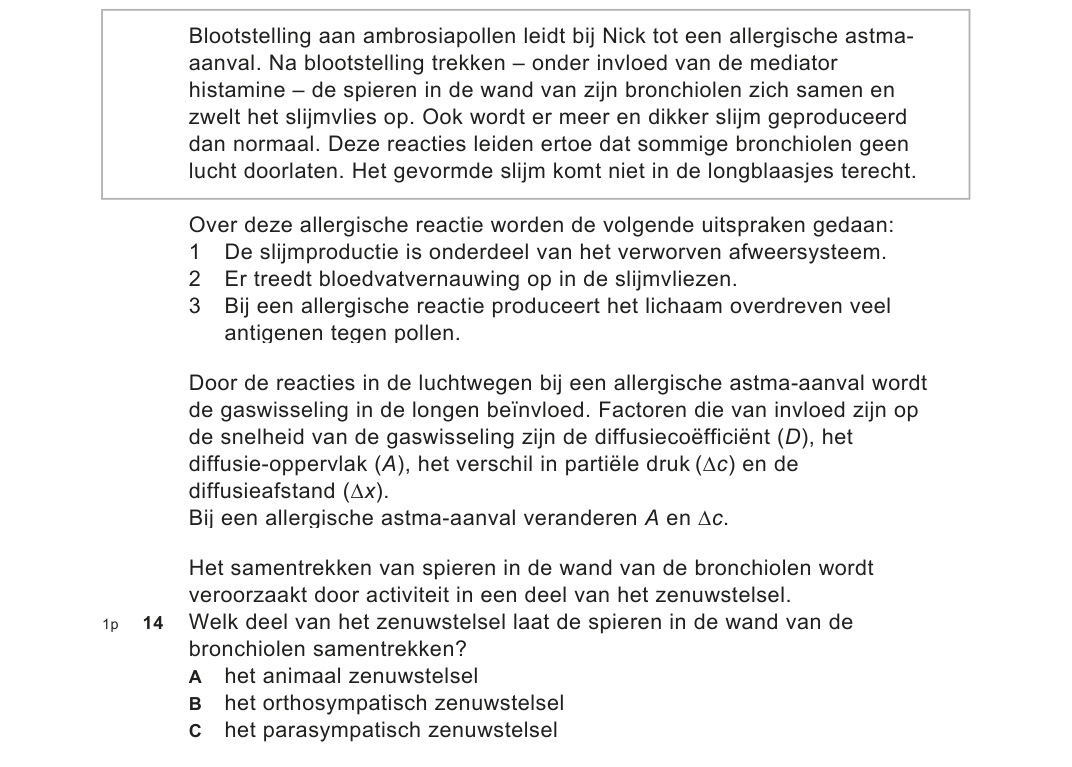 Blootstelling aan ambrosiapollen leidt bij Nick tot een allergische astma-
aanval. Na blootstelling trekken – onder invloed van de mediator
histamine – de spieren in de wand van zijn bronchiolen zich samen en
zwelt het slijmvlies op. Ook wordt er meer en dikker slijm geproduceerd
dan normaal. Deze reacties leiden ertoe dat sommige bronchiolen geen
lucht doorlaten. Het gevormde slijm komt niet in de longblaasjes terecht.
Over deze allergische reactie worden de volgende uitspraken gedaan:
1 De slijmproductie is onderdeel van het verworven afweersysteem.
2 Er treedt bloedvatvernauwing op in de slijmvliezen.
3 Bij een allergische reactie produceert het lichaam overdreven veel
antigenen tegen pollen.
Door de reacties in de luchtwegen bij een allergische astma-aanval wordt
de gaswisseling in de longen beïnvloed. Factoren die van invloed zijn op
de snelheid van de gaswisseling zijn de diffusiecoëfficiënt (D), het
diffusie-oppervlak (A), het verschil in partiële druk (Δc) en de
diffusieafstand (Δx).
Bij een allergische astma-aanval veranderen A en Δc.
Het samentrekken van spieren in de wand van de bronchiolen wordt
veroorzaakt door activiteit in een deel van het zenuwstelsel.
1p 14 Welk deel van het zenuwstelsel laat de spieren in de wand van de
bronchiolen samentrekken?
A het animaal zenuwstelsel
B het orthosympatisch zenuwstelsel
C het parasympatisch zenuwstelsel